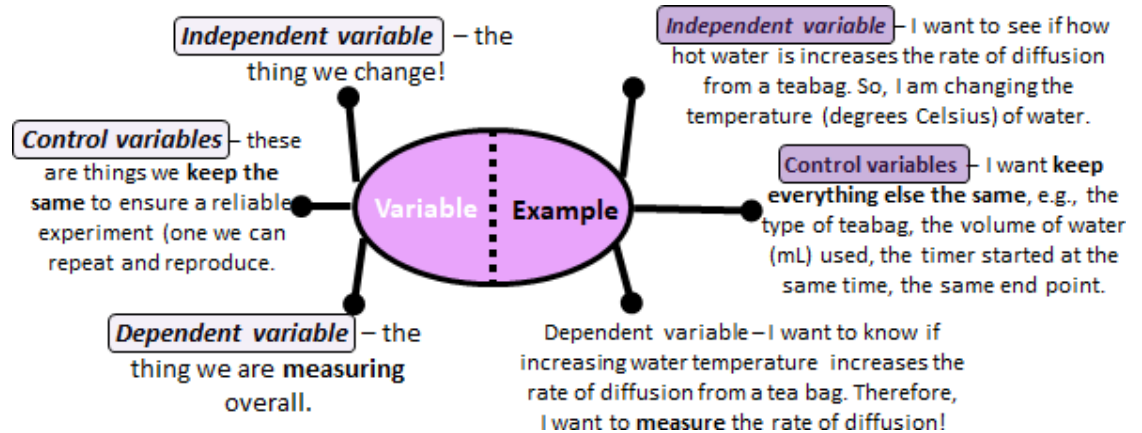 Independent variable – the
thing we change!
Control variables – these
are things we keep the
same to ensure a reliable
experiment (one we can
repeat and reproduce.
Dependent variable – the
thing we are measuring
overall.
Variable
Example
Independent variable – I want to see if how
hot water is increases the rate of diffusion
from a teabag. So, I am changing the
temperature (degrees Celsius) of water.
Control variables – I want keep
everything else the same, e.g., the
type of teabag, the volume of water
(mL) used, the timer started at the
same time, the same end point.
Dependent variable – I want to know if
increasing water temperature increases the
rate of diffusion from a tea bag. Therefore,
I want to measure the rate of diffusion!